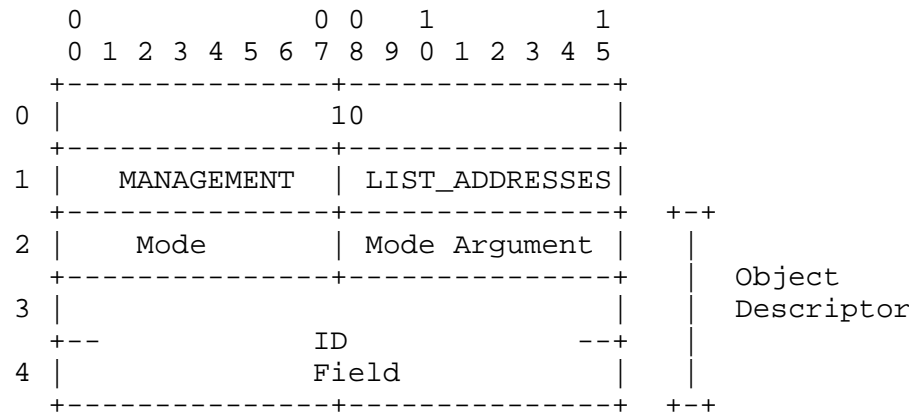 0 0 0 1 1
0 1 2 3 4 5 6 7 8 9 0 1 2 3 4 5
+---------------+---------------+
0 | 10 |
+---------------+---------------+
1 | MANAGEMENT | LIST_ADDRESSES|
+---------------+---------------+ +-+
2 | Mode | Mode Argument | |
+---------------+---------------+ | Object
3 | | | Descriptor
+-- ID --+ |
4 | Field | |
+---------------+---------------+ +-+